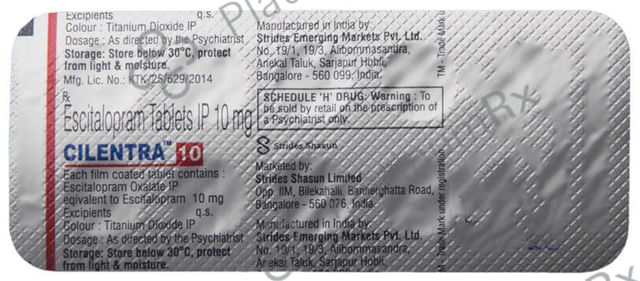 Excipients q.s.
Colour : Titanium Dioxide IP
Dosage : As directed by the Psychiatrist
Storage: Store below 30°C, protect
from light & moisture.
Mfg. Lic. No.: KTK/25/629/2014
Rx
Escitalopram Tablets IP 10 mg
CILENTRA™ 10
Each film coated tablet contains :
Escitalopram Oxalate IP
eqivalent to Escitalopram 10 mg
Excipients q.s.
Colour : Titanium Dioxide IP
Dosage : As directed by the Psychiatrist
Storage: Store below 30°C, protect
from light & moisture.
Manufactured in India by:
Strides Emerging Markets Pvt. Ltd.
No. 19/1, 19/3, Alibommasandra,
Anekal Taluk, Sarjapur Hobli,
Bangalore - 560 099, India.
SCHEDULE 'H' DRUG: Warning : To
be sold by retail on the prescription of
a Psychiatrist only.
Strides Shasun
Marketed by:
Strides Shasun Limited
Opp. IIM, Bilekahalli, Bannerghatta Road,
Bangalore - 560 076, India.
Manufactured in India by:
Strides Emerging Markets Pvt. Ltd.
No. 19/1, 19/3, Alibommasandra,
Anekal Taluk, Sarjapur Hobli,
TM - Trade Mark u
M - Trade Mark under registration